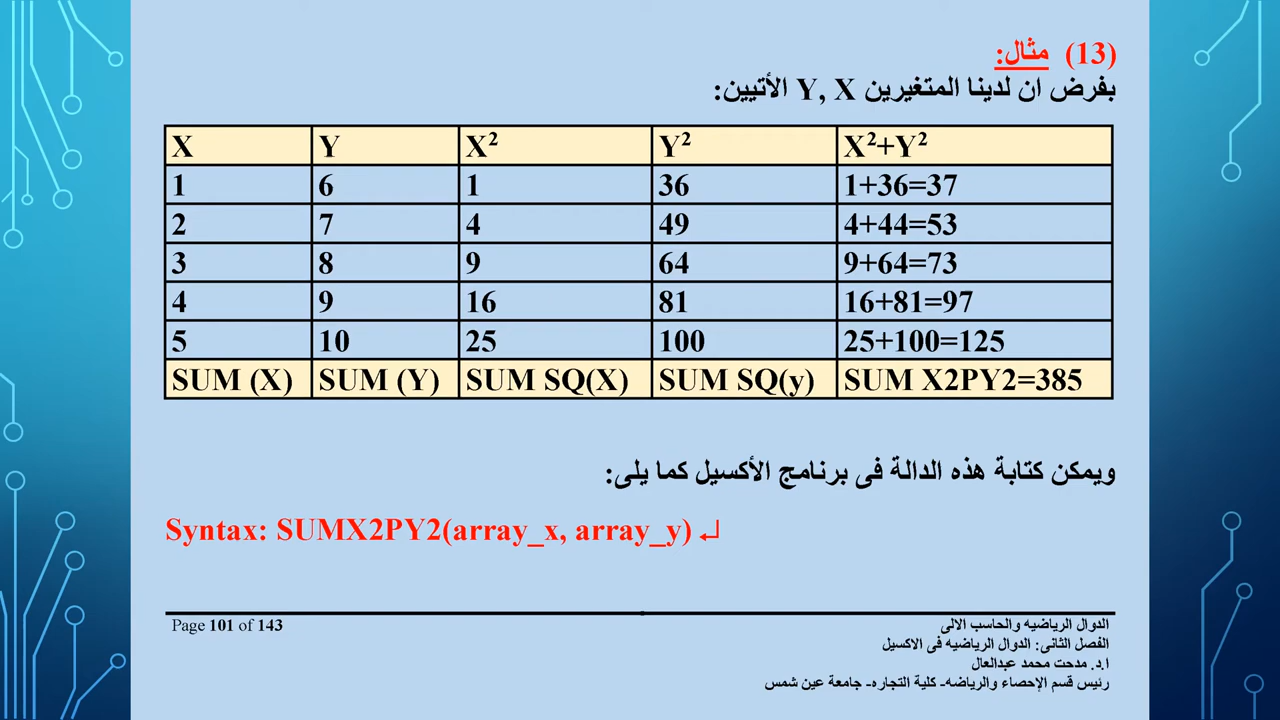 (13) مثال:
بفرض ان لدينا المتغيرين Y, X الأتيين:
X Y X² Y² X²+Y²
1 6 1 36 1+36=37
2 7 4 49 4+44=53
3 8 9 64 9+64=73
4 9 16 81 16+81=97
5 10 25 100 25+100=125
SUM (X) SUM (Y) SUM SQ(X) SUM SQ(y) SUM X2PY2=385
ويمكن كتابة هذه الدالة فى برنامج الأكسيل كما يلى:
Syntax: SUMX2PY2(array_x, array_y) ↵
الدوال الرياضيه والحاسب الالى
Page 101 of 143
الفصل الثانى: الدوال الرياضيه فى الاكسيل
ا.د. مدحت محمد عبدالعال
رئيس قسم الإحصاء والرياضه- كلية التجاره- جامعة عين شمس